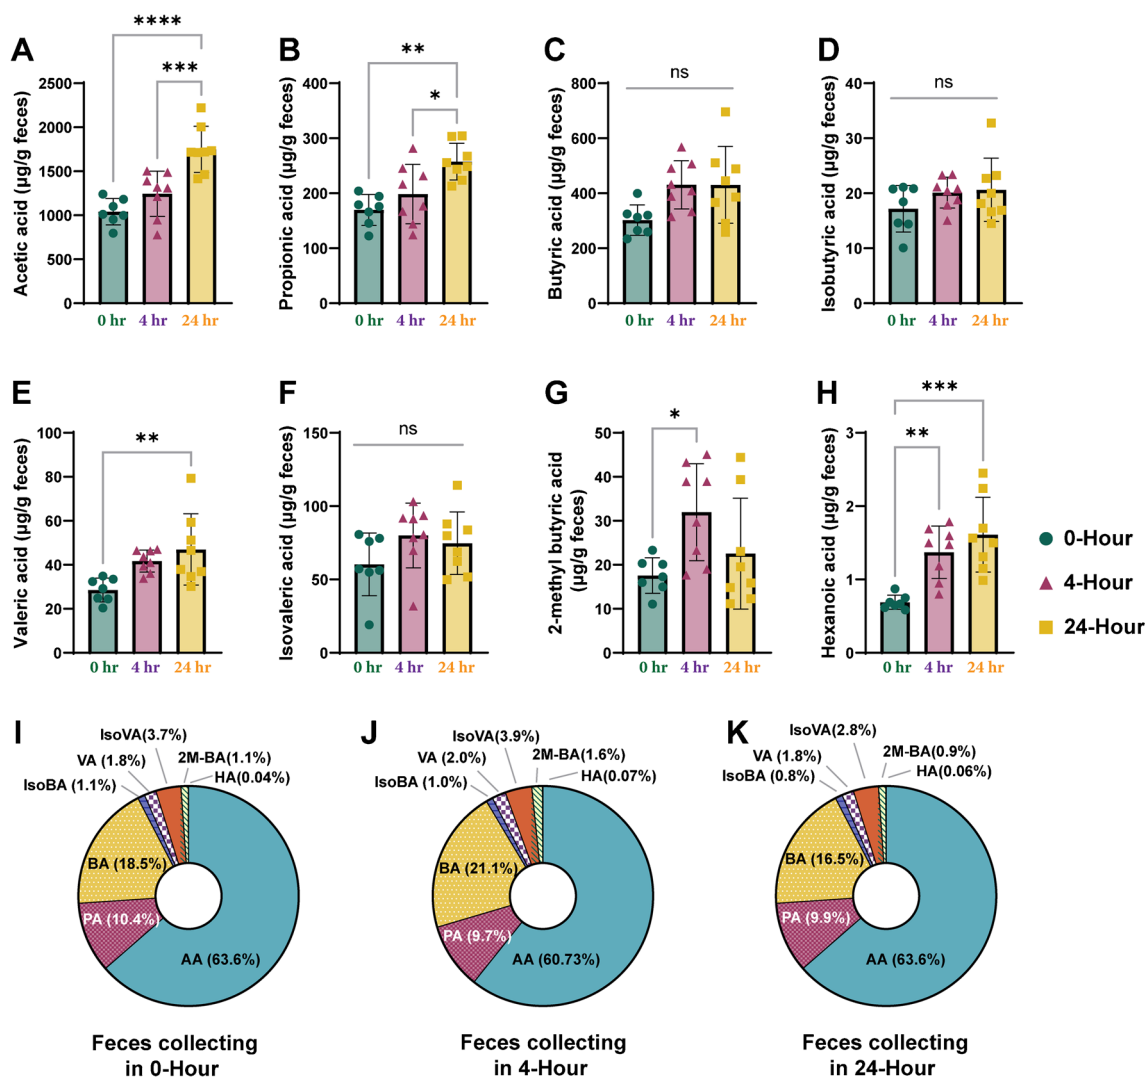 A
****
***
Acetic acid (µg/g feces)
2500
2000
1500
1000
500
0
0 hr
4 hr
24 hr
B
**
*
Propionic acid (µg/g feces)
400
300
200
100
0
0 hr
4 hr
24 hr
C
ns
Butyric acid (µg/g feces)
800
600
400
200
0
0 hr
4 hr
24 hr
D
ns
Isobutyric acid (µg/g feces)
40
30
20
10
0
0 hr
4 hr
24 hr
E
**
Valeric acid (µg/g feces)
100
80
60
40
20
0
0 hr
4 hr
24 hr
F
ns
Isovaleric acid (µg/g feces)
150
100
50
0
0 hr
4 hr
24 hr
G
*
2-methyl butyric acid
(µg/g feces)
50
40
30
20
10
0
0 hr
4 hr
24 hr
H
***
**
Hexanoic acid (µg/g feces)
3
2
1
0
0 hr
4 hr
24 hr
0-Hour
4-Hour
24-Hour
I
IsoVA(3.7%)
VA (1.8%)
2M-BA(1.1%)
IsoBA (1.1%)
HA(0.04%)
BA (18.5%)
PA (10.4%)
AA (63.6%)
Feces collecting
in 0-Hour
J
IsoVA(3.9%)
VA (2.0%)
2M-BA(1.6%)
IsoBA (1.0%)
HA(0.07%)
BA (21.1%)
PA (9.7%)
AA (60.73%)
Feces collecting
in 4-Hour
K
IsoVA(2.8%)
VA (1.8%)
2M-BA(0.9%)
IsoBA (0.8%)
HA(0.06%)
BA (16.5%)
PA (9.9%)
AA (63.6%)
Feces collecting
in 24-Hour